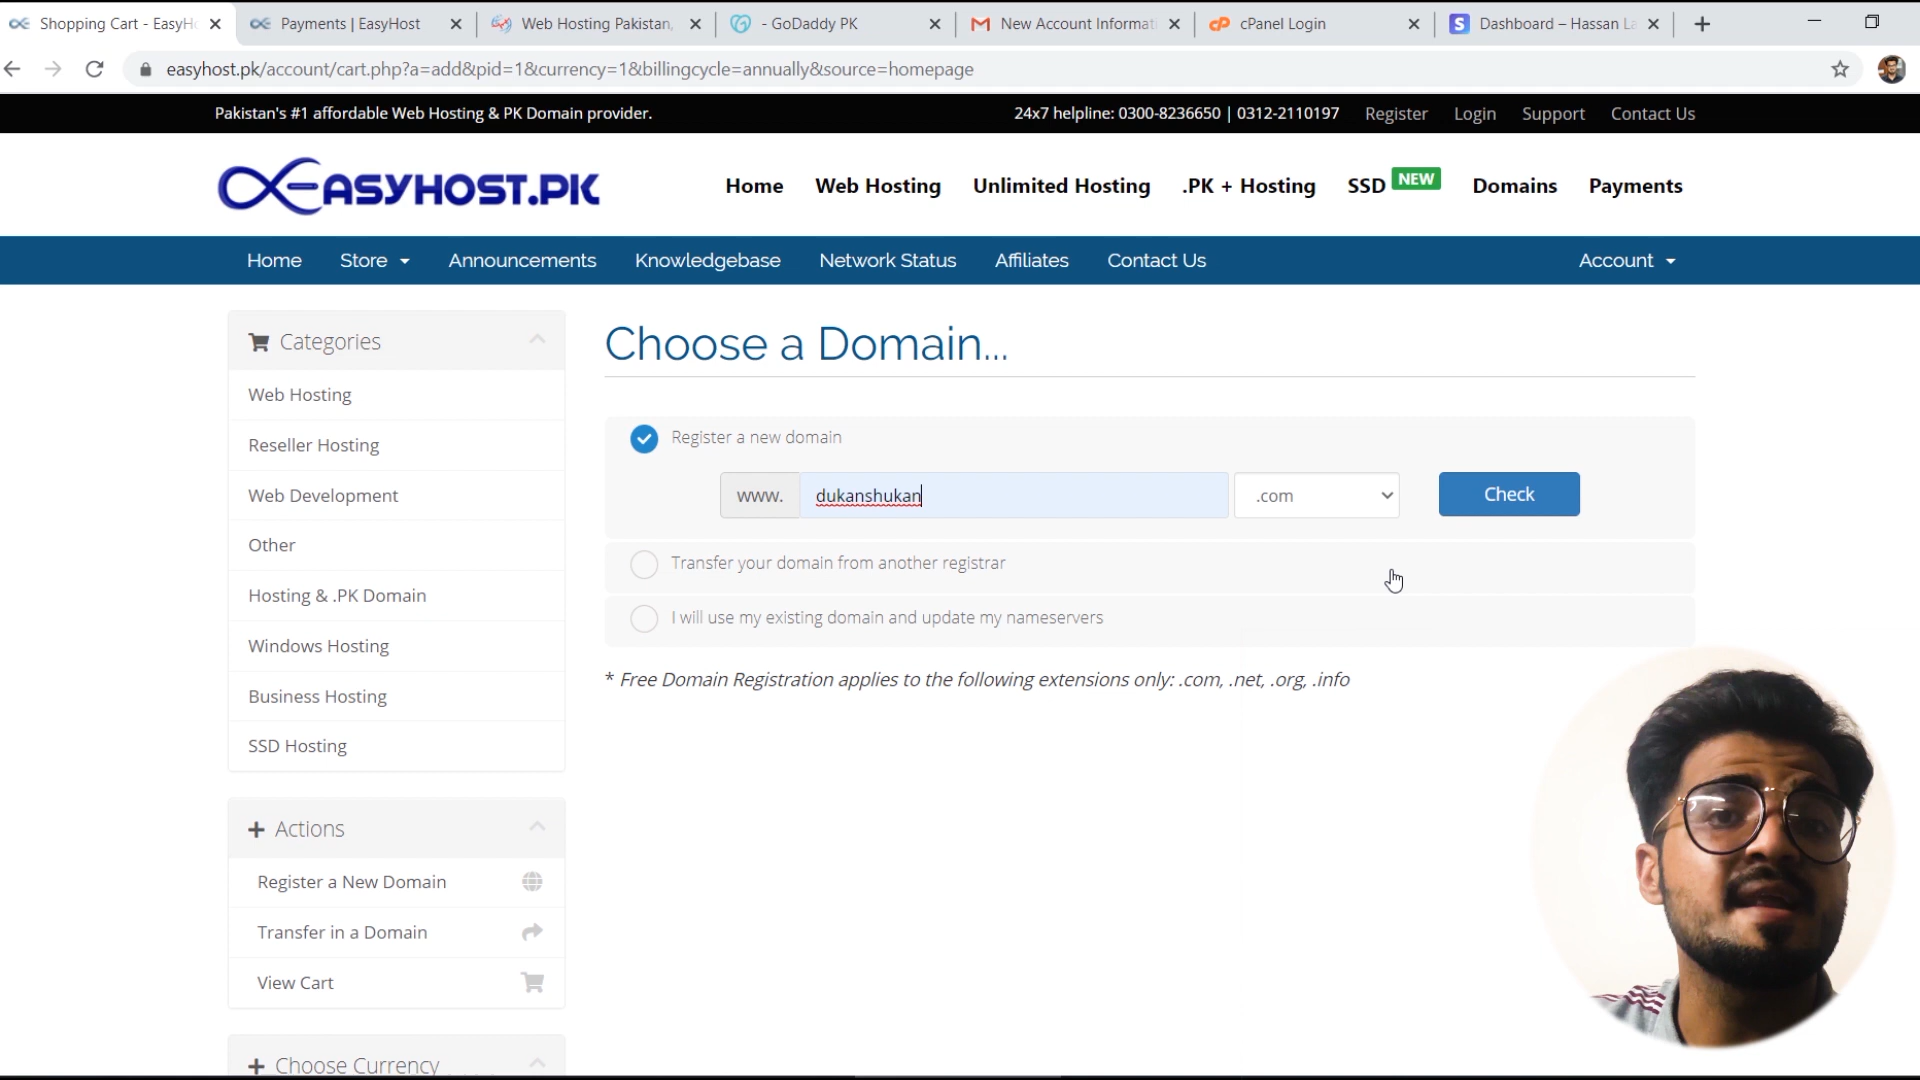 Shopping Cart - EasyHo
Payments | EasyHost
Web Hosting Pakistan,
- GoDaddy PK
New Account Informati
cPanel Login
S Dashboard – Hassan La
easyhost.pk/account/cart.php?a=add&pid=1&currency=1&billingcycle=annually&source=homepage
Pakistan's #1 affordable Web Hosting & PK Domain provider.
24x7 helpline: 0300-8236650 | 0312-2110197 Register Login Support Contact Us
EASYHOST.PK
Home Web Hosting Unlimited Hosting .PK + Hosting SSD NEW Domains Payments
Home Store Announcements Knowledgebase Network Status Affiliates Contact Us Account
Categories
Web Hosting
Reseller Hosting
Web Development
Other
Hosting & .PK Domain
Windows Hosting
Business Hosting
SSD Hosting
Actions
Register a New Domain
Transfer in a Domain
View Cart
Choose Currency
Choose a Domain...
Register a new domain
www. dukanshukan .com Check
Transfer your domain from another registrar
I will use my existing domain and update my nameservers
* Free Domain Registration applies to the following extensions only: .com, .net, .org, .info